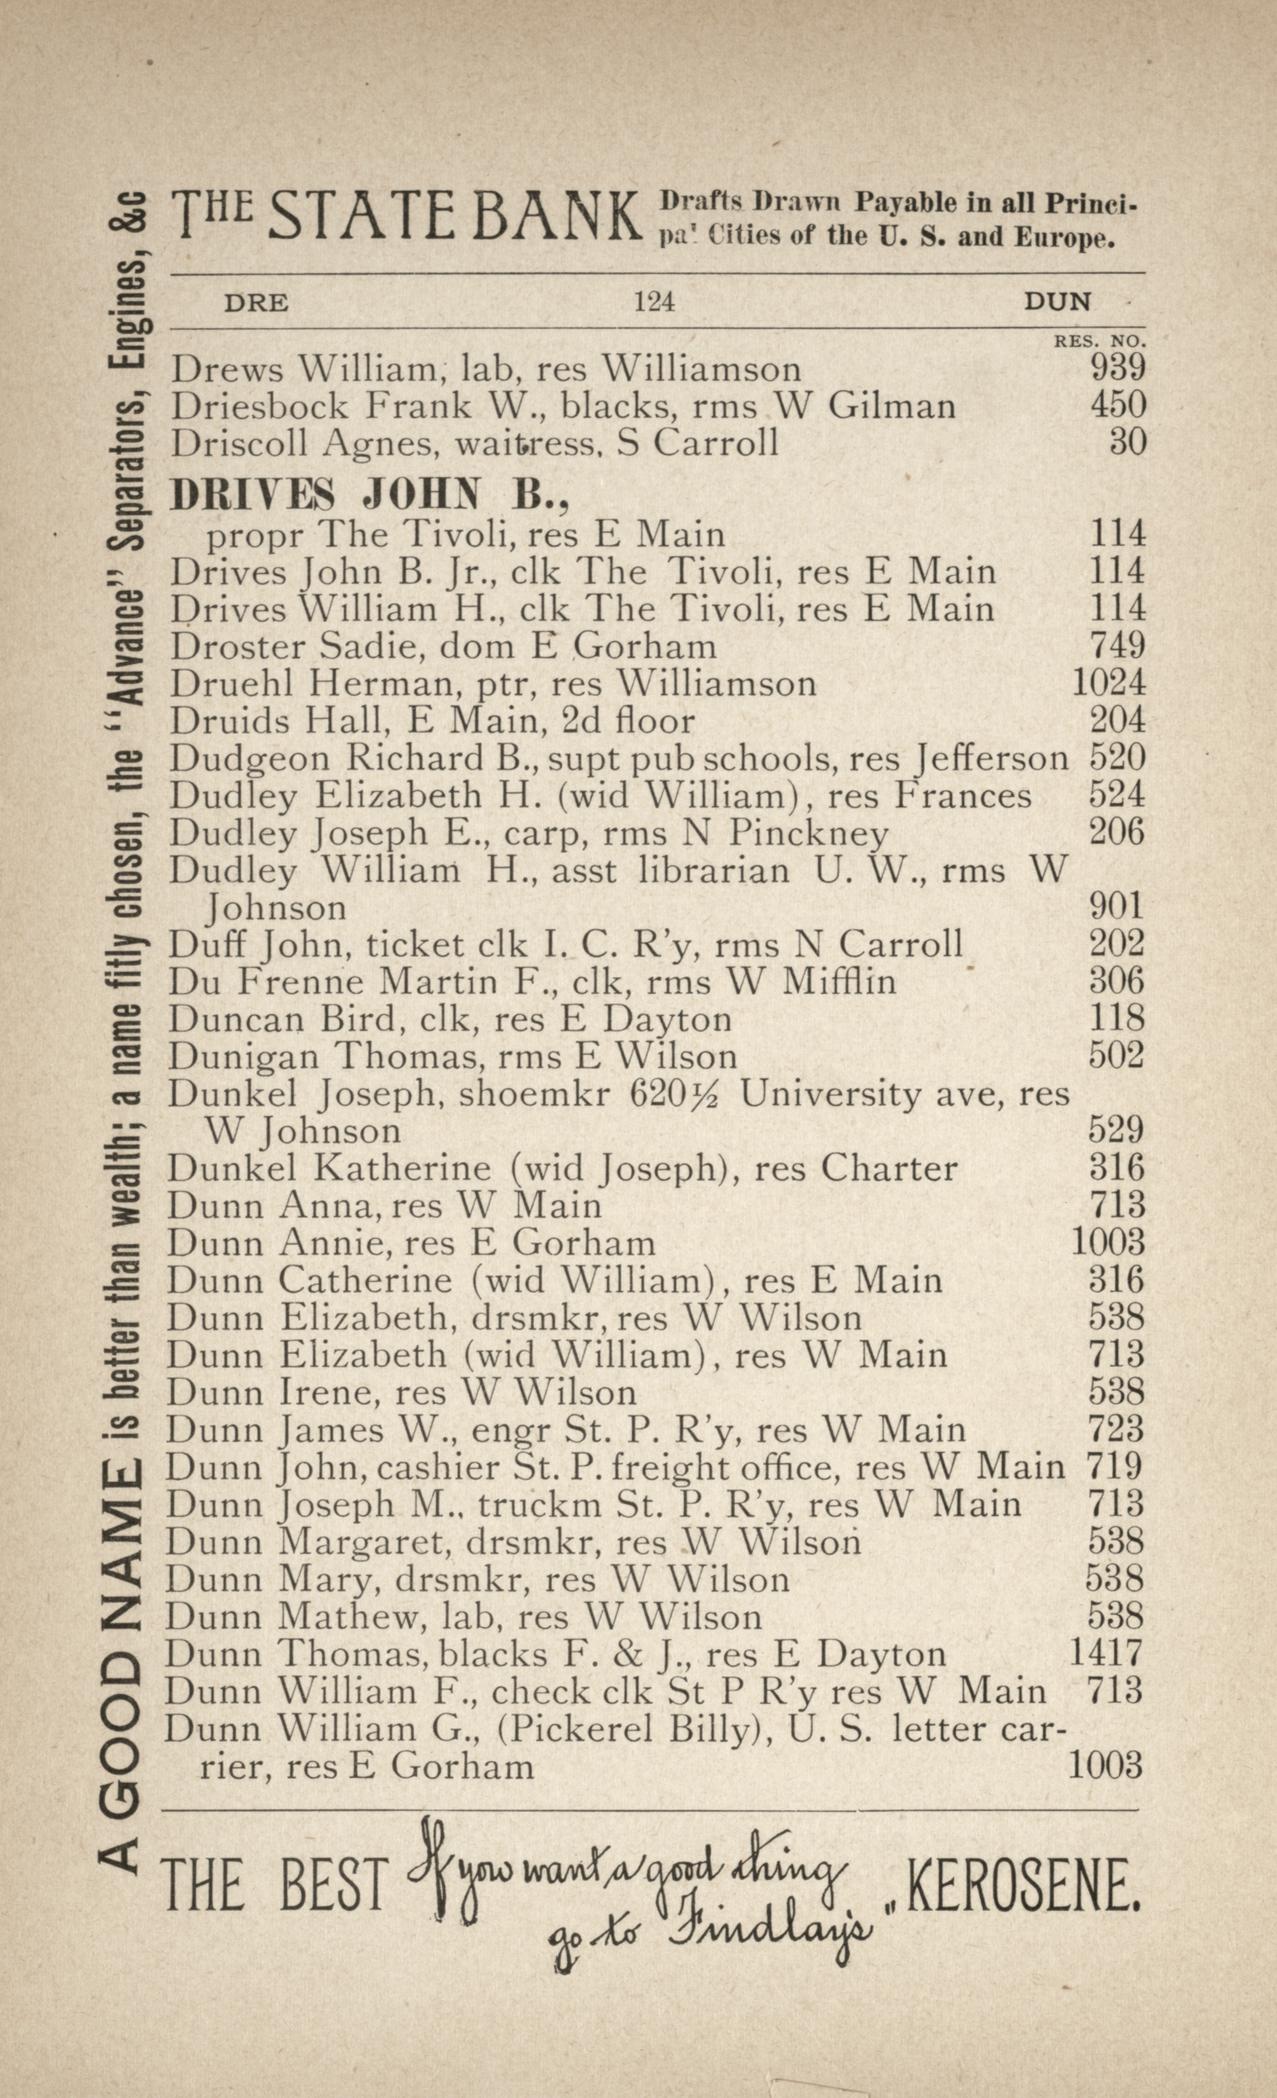 THE STATE BANK Drafts Drawn Payable in all Princi-
pa' Cities of the U. S. and Europe.
DRE 124 DUN
RES. NO.
Drews William, lab, res Williamson 939
Driesbock Frank W., blacks, rms W Gilman 450
Driscoll Agnes, waitress, S Carroll 30
DRIVES JOHN B.,
propr The Tivoli, res E Main 114
Drives John B. Jr., clk The Tivoli, res E Main 114
Drives William H., clk The Tivoli, res E Main 114
Droster Sadie, dom E Gorham 749
Druehl Herman, ptr, res Williamson 1024
Druids Hall, E Main, 2d floor 204
Dudgeon Richard B., supt pub schools, res Jefferson 520
Dudley Elizabeth H. (wid William), res Frances 524
Dudley Joseph E., carp, rms N Pinckney 206
Dudley William H., asst librarian U. W., rms W
Johnson 901
Duff John, ticket clk I. C. R'y, rms N Carroll 202
Du Frenne Martin F., clk, rms W Mifflin 306
Duncan Bird, clk, res E Dayton 118
Dunigan Thomas, rms E Wilson 502
Dunkel Joseph, shoemkr 620½ University ave, res
W Johnson 529
Dunkel Katherine (wid Joseph), res Charter 316
Dunn Anna, res W Main 713
Dunn Annie, res E Gorham 1003
Dunn Catherine (wid William), res E Main 316
Dunn Elizabeth, drsmkr, res W Wilson 538
Dunn Elizabeth (wid William), res W Main 713
Dunn Irene, res W Wilson 538
Dunn James W., engr St. P. R'y, res W Main 723
Dunn John, cashier St. P. freight office, res W Main 719
Dunn Joseph M., truckm St. P. R'y, res W Main 713
Dunn Margaret, drsmkr, res W Wilson 538
Dunn Mary, drsmkr, res W Wilson 538
Dunn Mathew, lab, res W Wilson 538
Dunn Thomas, blacks F. & J., res E Dayton 1417
Dunn William F., check clk St P R'y res W Main 713
Dunn William G., (Pickerel Billy), U. S. letter car-
rier, res E Gorham 1003
A GOOD NAME is better than wealth; a name fitly chosen, the "Advance" Separators, Engines, &c
THE BEST If you want a good thing
go to "Findlay's" KEROSENE.